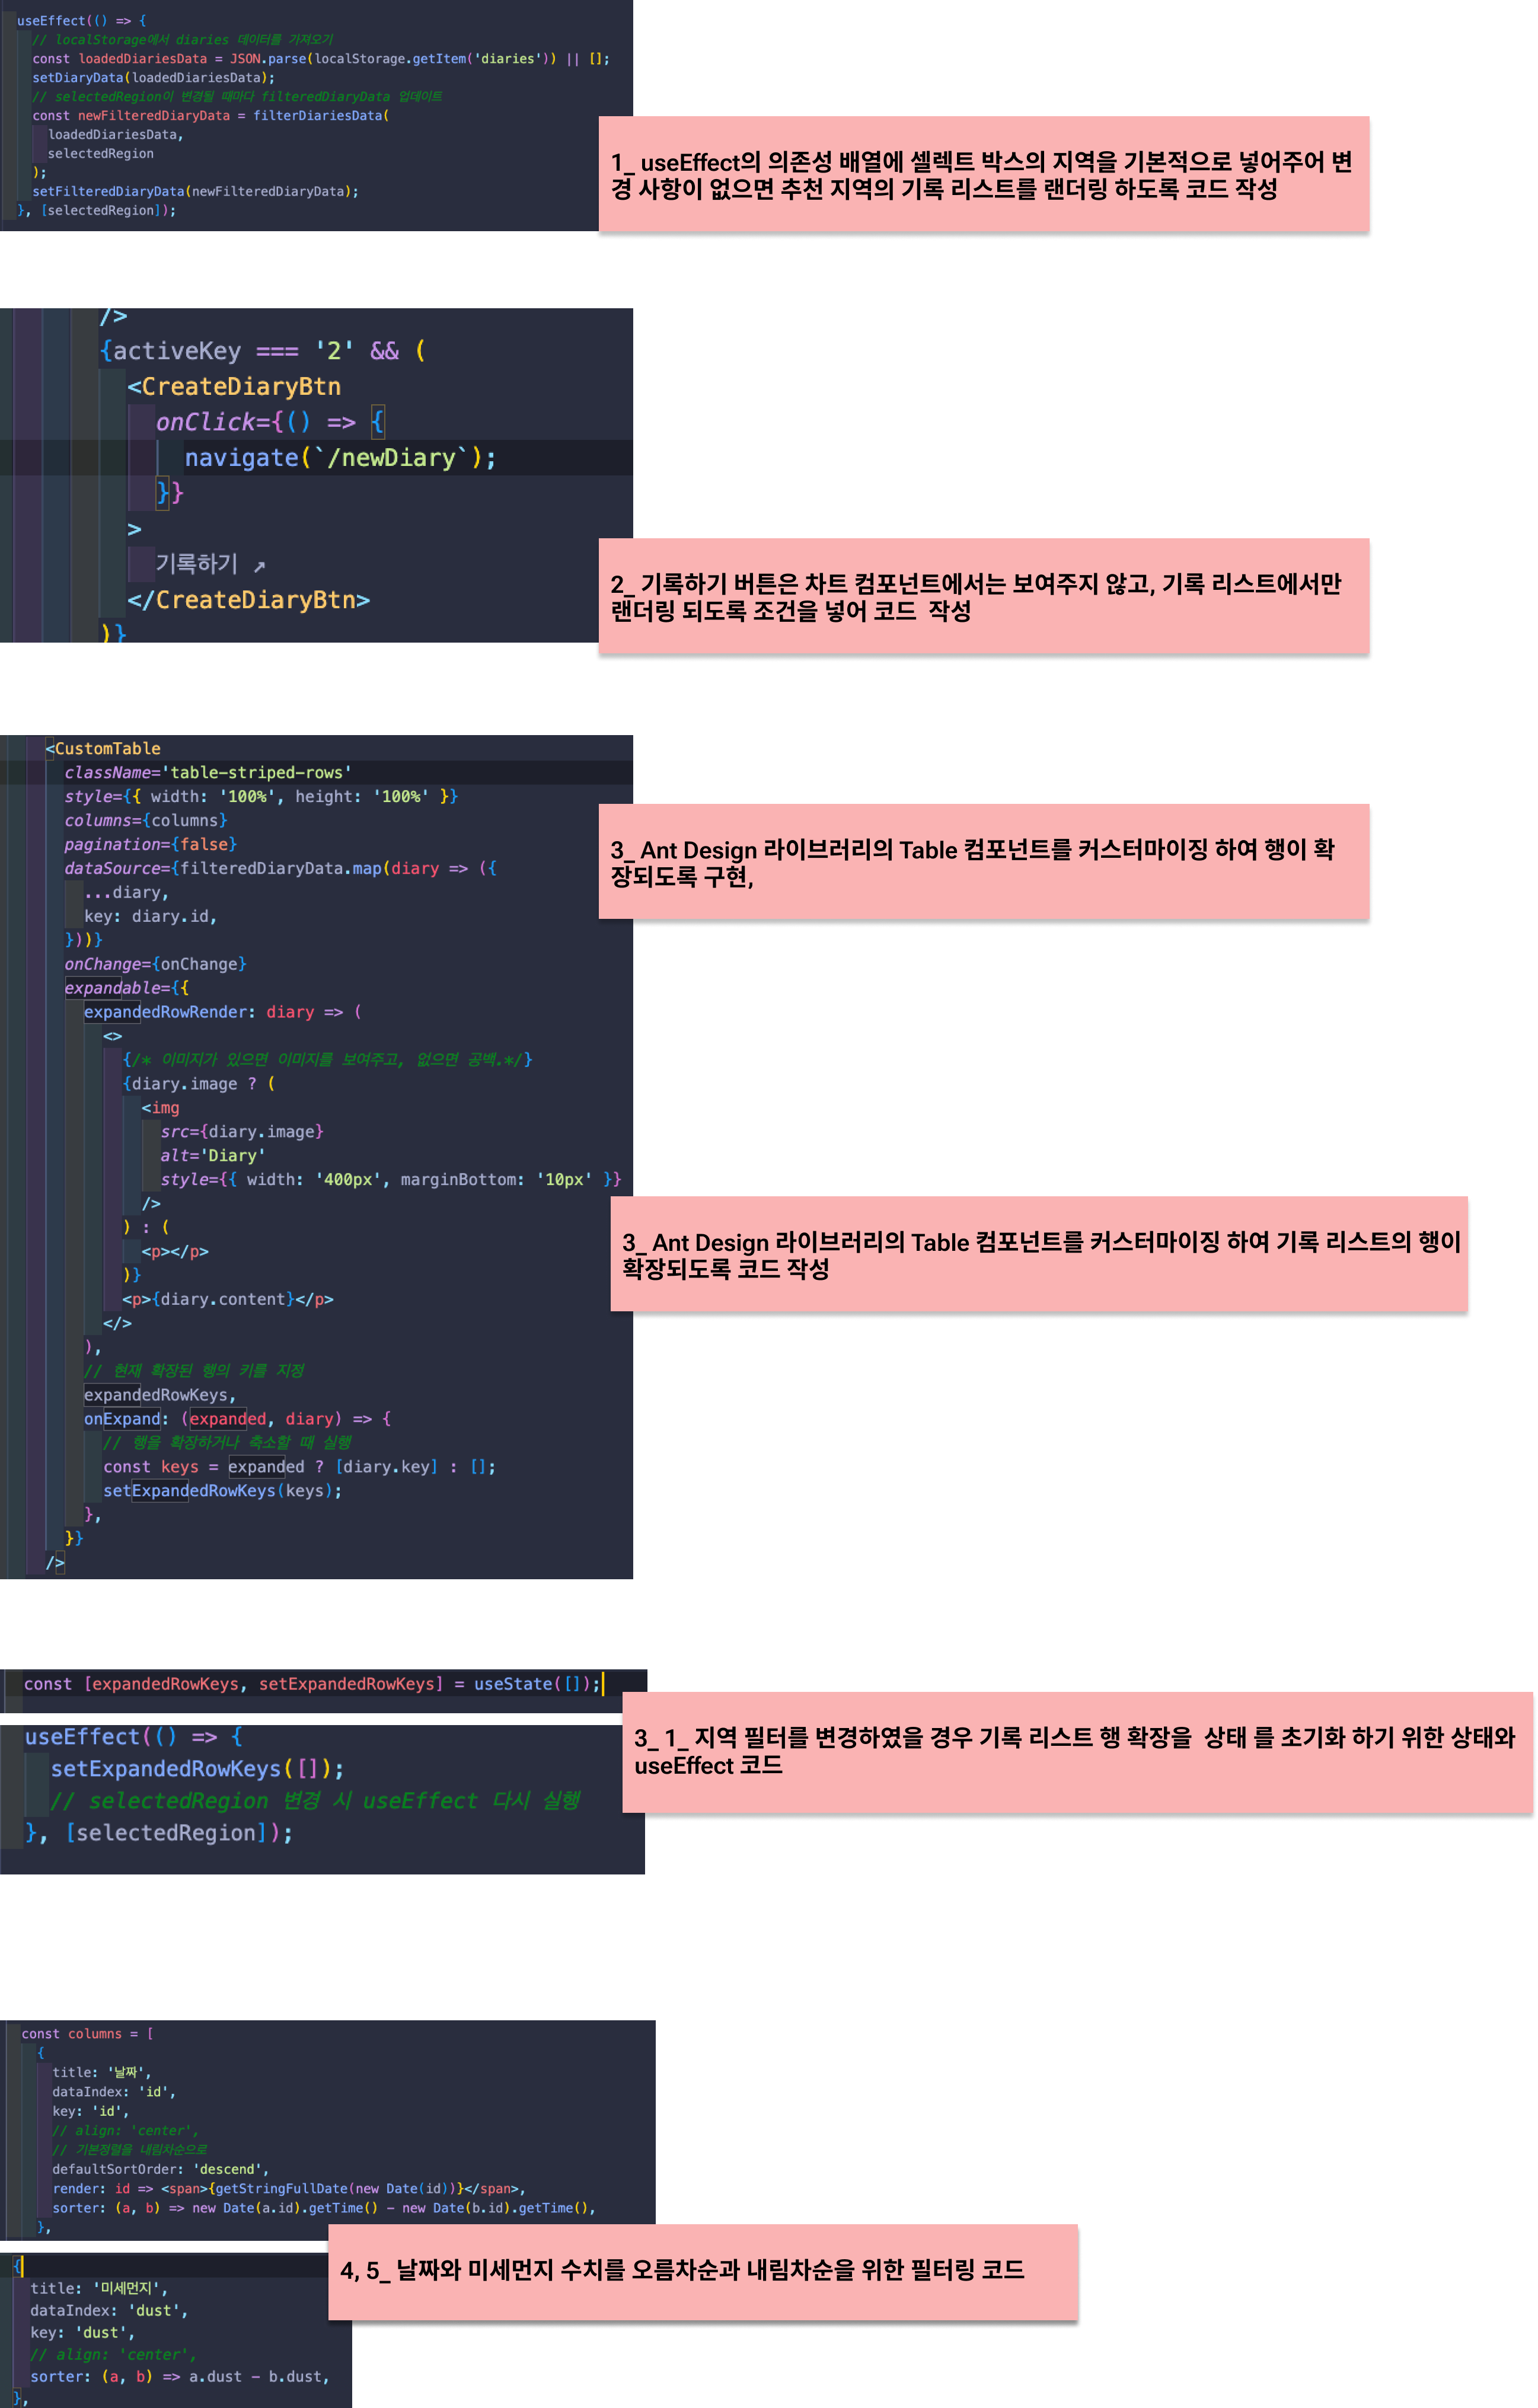 useEffect(() => {
// localStorage에서 diaries 데이터를 가져오기
const loadedDiariesData = JSON.parse(localStorage.getItem('diaries')) || [];
setDiaryData(loadedDiariesData);
// selectedRegion이 변경될 때마다 filteredDiaryData 업데이트
const newFilteredDiaryData = filterDiariesData(
loadedDiariesData,
selectedRegion
);
setFilteredDiaryData(newFilteredDiaryData);
}, [selectedRegion]);
1_ useEffect의 의존성 배열에 셀렉트 박스의 지역을 기본적으로 넣어주어 변
경 사항이 없으면 추천 지역의 기록 리스트를 랜더링 하도록 코드 작성
/>
{activeKey === '2' && (
<CreateDiaryBtn
onClick={() => {
navigate(`/newDiary`);
}}
>
기록하기 ↗
</CreateDiaryBtn>
)}
2_ 기록하기 버튼은 차트 컴포넌트에서는 보여주지 않고, 기록 리스트에서만
랜더링 되도록 조건을 넣어 코드  작성
<CustomTable
className='table-striped-rows'
style={{ width: '100%', height: '100%' }}
columns={columns}
pagination={false}
dataSource={filteredDiaryData.map(diary => ({
...diary,
key: diary.id,
}))}
onChange={onChange}
expandable={{
expandedRowRender: diary => (
<>
{/* 이미지가 있으면 이미지를 보여주고, 없으면 공백.*/}
{diary.image ? (
<img
src={diary.image}
alt='Diary'
style={{ width: '400px', marginBottom: '10px' }}
/>
) : (
<p></p>
)}
<p>{diary.content}</p>
</>
),
// 현재 확장된 행의 키를 지정
expandedRowKeys,
onExpand: (expanded, diary) => {
// 행을 확장하거나 축소할 때 실행
const keys = expanded ? [diary.key] : [];
setExpandedRowKeys(keys);
},
}}
/>
3_ Ant Design 라이브러리의 Table 컴포넌트를 커스터마이징 하여 행이 확
장되도록 구현,
3_ Ant Design 라이브러리의 Table 컴포넌트를 커스터마이징 하여 기록 리스트의 행이
확장되도록 코드 작성
const [expandedRowKeys, setExpandedRowKeys] = useState([]);
useEffect(() => {
setExpandedRowKeys([]);
// selectedRegion 변경 시 useEffect 다시 실행
}, [selectedRegion]);
3_ 1_ 지역 필터를 변경하였을 경우 기록 리스트 행 확장을  상태 를 초기화 하기 위한 상태와
useEffect 코드
const columns = [
{
title: '날짜',
dataIndex: 'id',
key: 'id',
// align: 'center',
// 기본정렬을 내림차순으로
defaultSortOrder: 'descend',
render: id => <span>{getStringFullDate(new Date(id))}</span>,
sorter: (a, b) => new Date(a.id).getTime() - new Date(b.id).getTime(),
},
{
title: '미세먼지',
dataIndex: 'dust',
key: 'dust',
// align: 'center',
sorter: (a, b) => a.dust - b.dust,
},
4, 5_ 날짜와 미세먼지 수치를 오름차순과 내림차순을 위한 필터링 코드